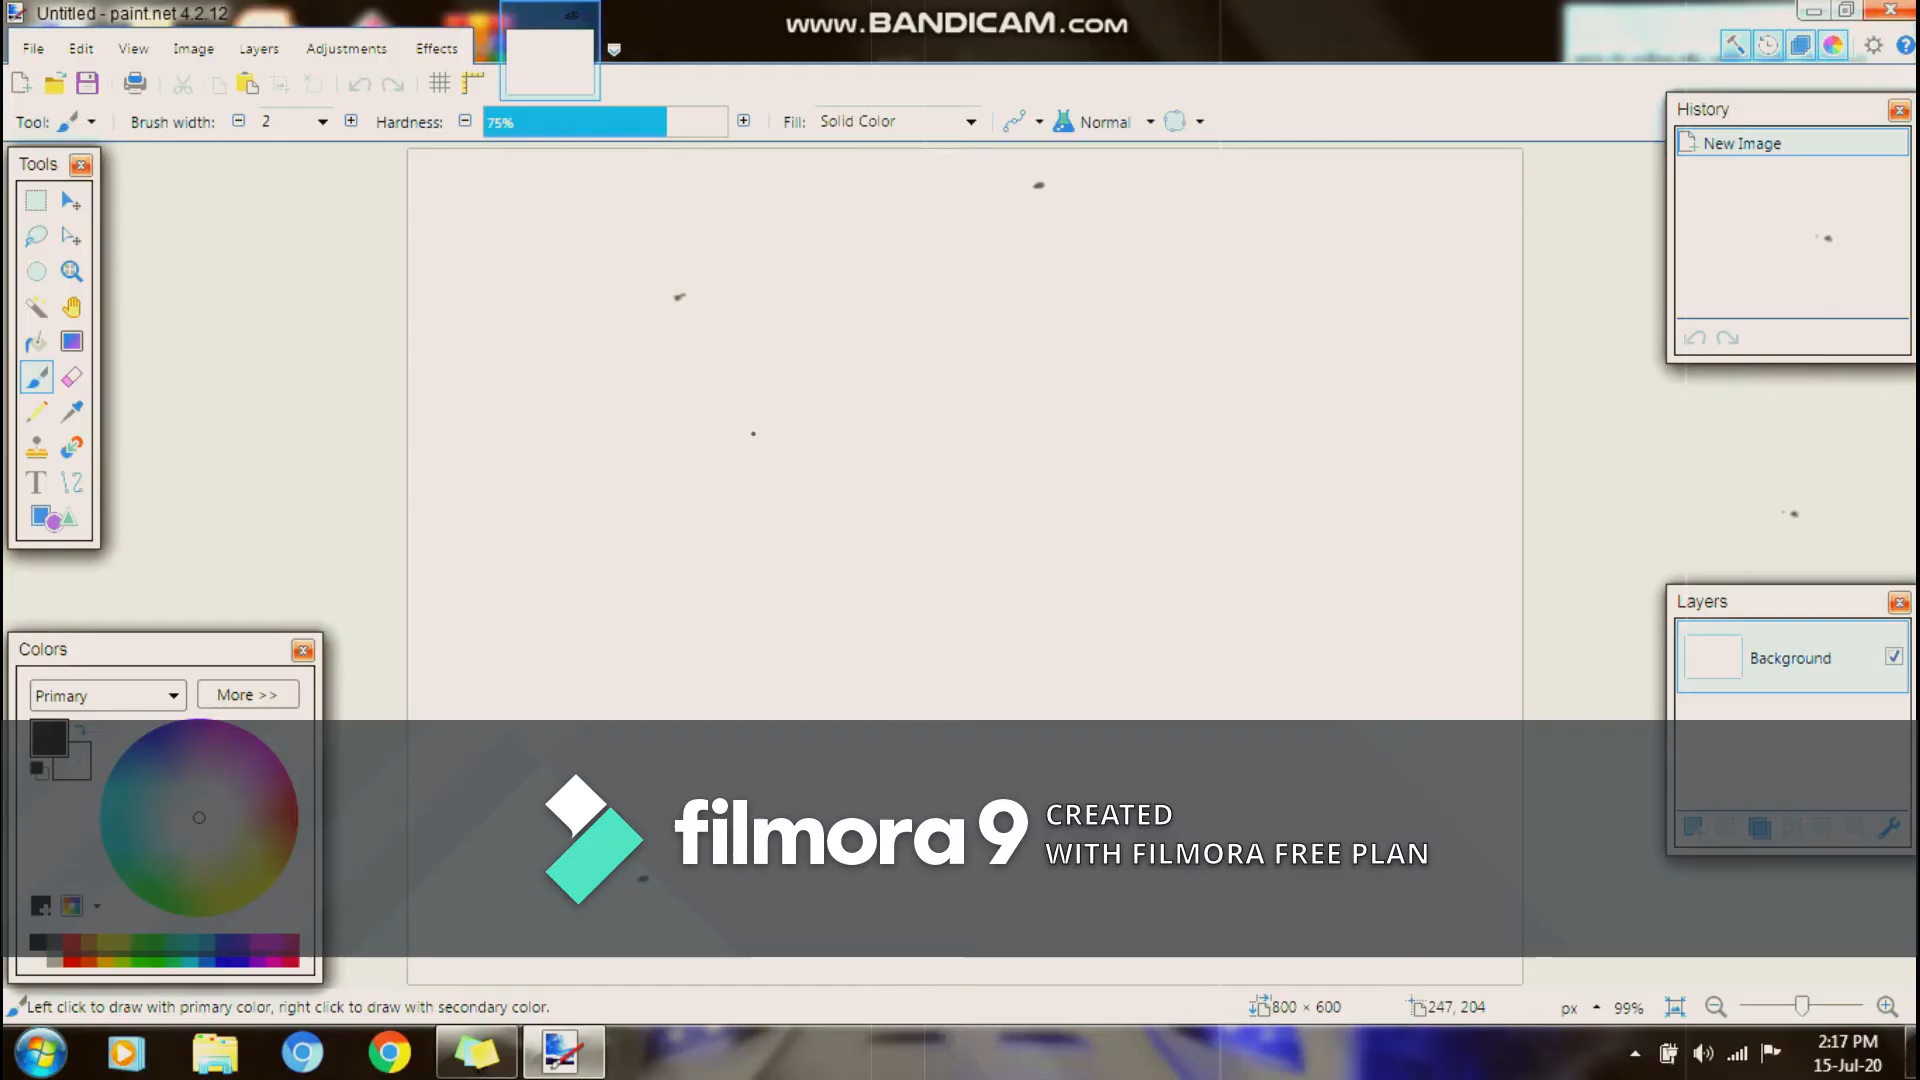 Untitled - paint.net 4.2.12
www.BANDICAM.com
File Edit View Image Layers Adjustments Effects
Tool: Brush width: 2 Hardness: 75% Fill: Solid Color Normal
Tools
History
New Image
Layers
Background
Colors
Primary More >>
filmora9 CREATED
WITH FILMORA FREE PLAN
Left click to draw with primary color, right click to draw with secondary color.
800 × 600 247, 204 px 99%
2:17 PM
15-Jul-20